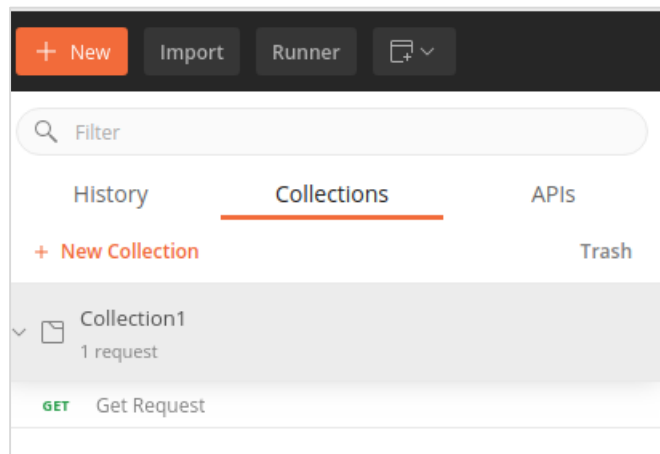 + New Import Runner
Filter
History Collections APIs
+ New Collection Trash
Collection1
1 request
GET Get Request